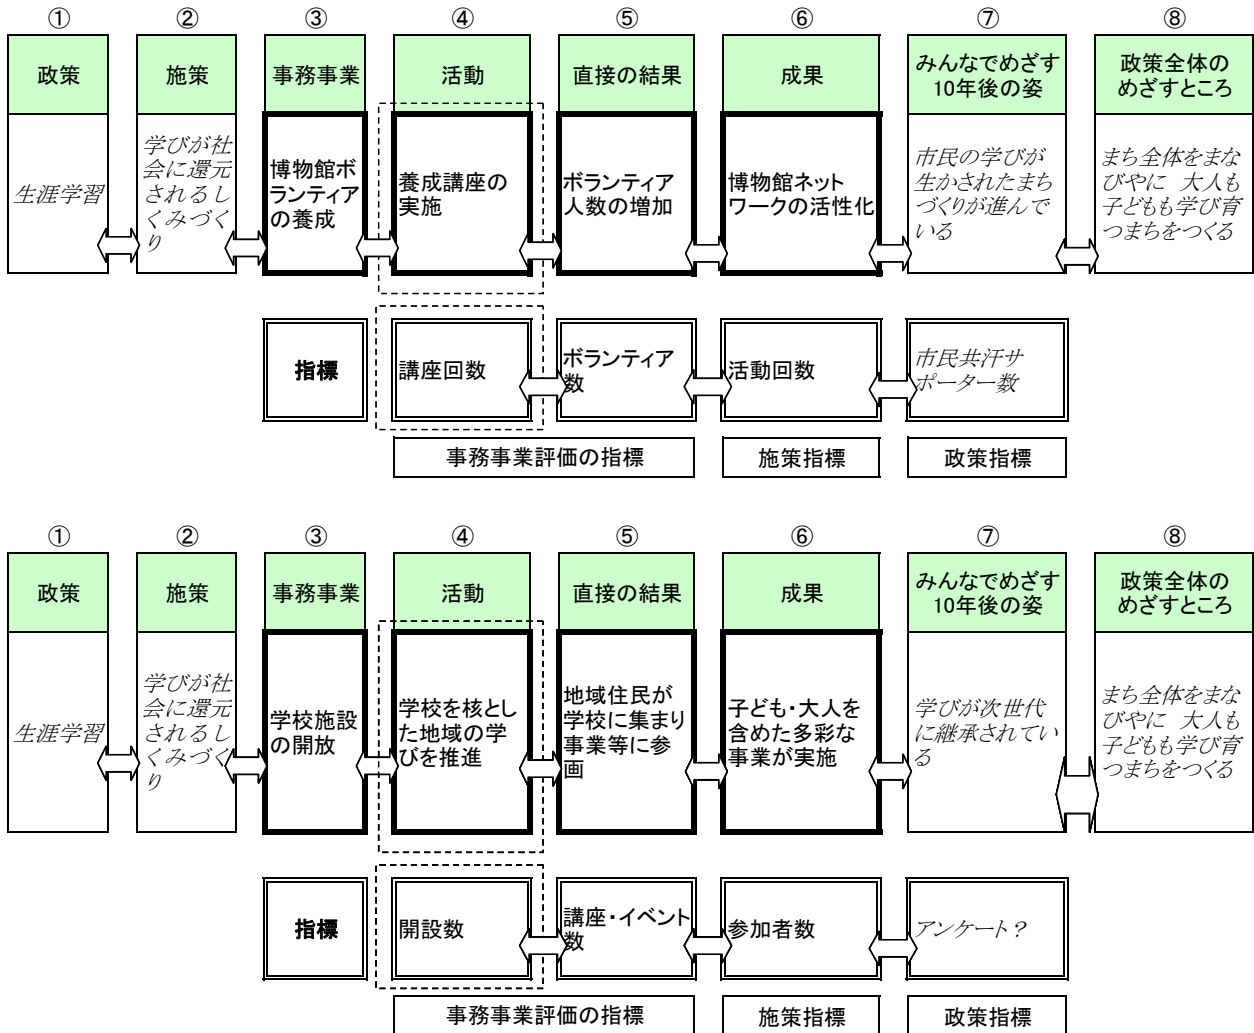 ① ② ③ ④ ⑤ ⑥ ⑦ ⑧
政策
施策
事務事業
活動
直接の結果
成果
みんなでめざす
10年後の姿
政策全体の
めざすところ
生涯学習
学びが社
会に還元
されるし
くみづく
り
博物館ボ
ランティア
の養成
養成講座の
実施
ボランティア
人数の増加
博物館ネット
ワークの活性化
市民の学びが
生かされたまち
づくりが進んで
いる
まち全体をまな
びやに 大人も
子どもも学び育
つまちをつくる
指標
講座回数
ボランティア
数
活動回数
市民共汗サ
ポーター数
事務事業評価の指標
施策指標
政策指標
① ② ③ ④ ⑤ ⑥ ⑦ ⑧
政策
施策
事務事業
活動
直接の結果
成果
みんなでめざす
10年後の姿
政策全体の
めざすところ
生涯学習
学びが社
会に還元
されるし
くみづく
り
学校施設
の開放
学校を核とし
た地域の学
びを推進
地域住民が
学校に集まり
事業等に参
画
子ども・大人を
含めた多彩な
事業が実施
学びが次世代
に継承されてい
る
まち全体をまな
びやに 大人も
子どもも学び育
つまちをつくる
指標
開設数
講座・イベント
数
参加者数
アンケート?
事務事業評価の指標
施策指標
政策指標